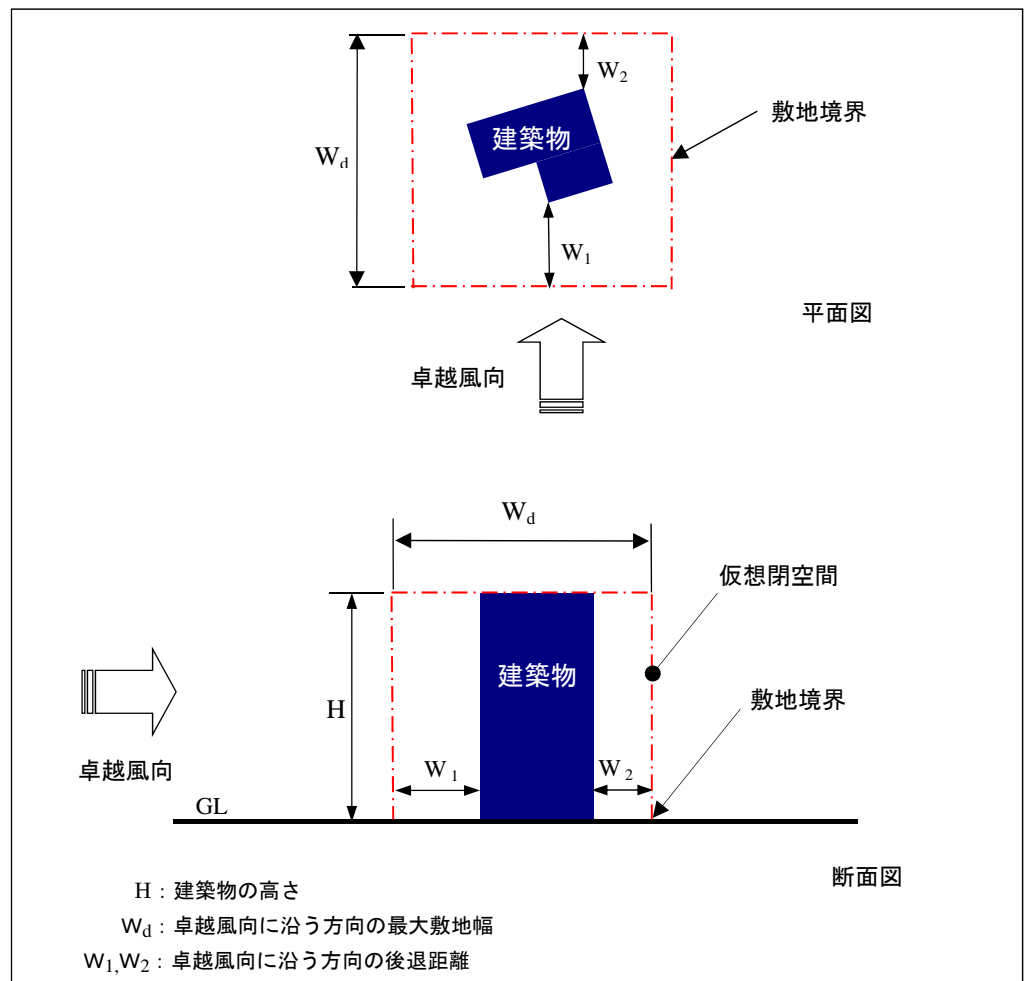 W₂
敷地境界
建築物
W_d
W₁
平面図
卓越風向
W_d
仮想閉空間
建築物
敷地境界
H
卓越風向
W₁
W₂
GL
断面図
H：建築物の高さ
W_d：卓越風向に沿う方向の最大敷地幅
W₁,W₂：卓越風向に沿う方向の後退距離